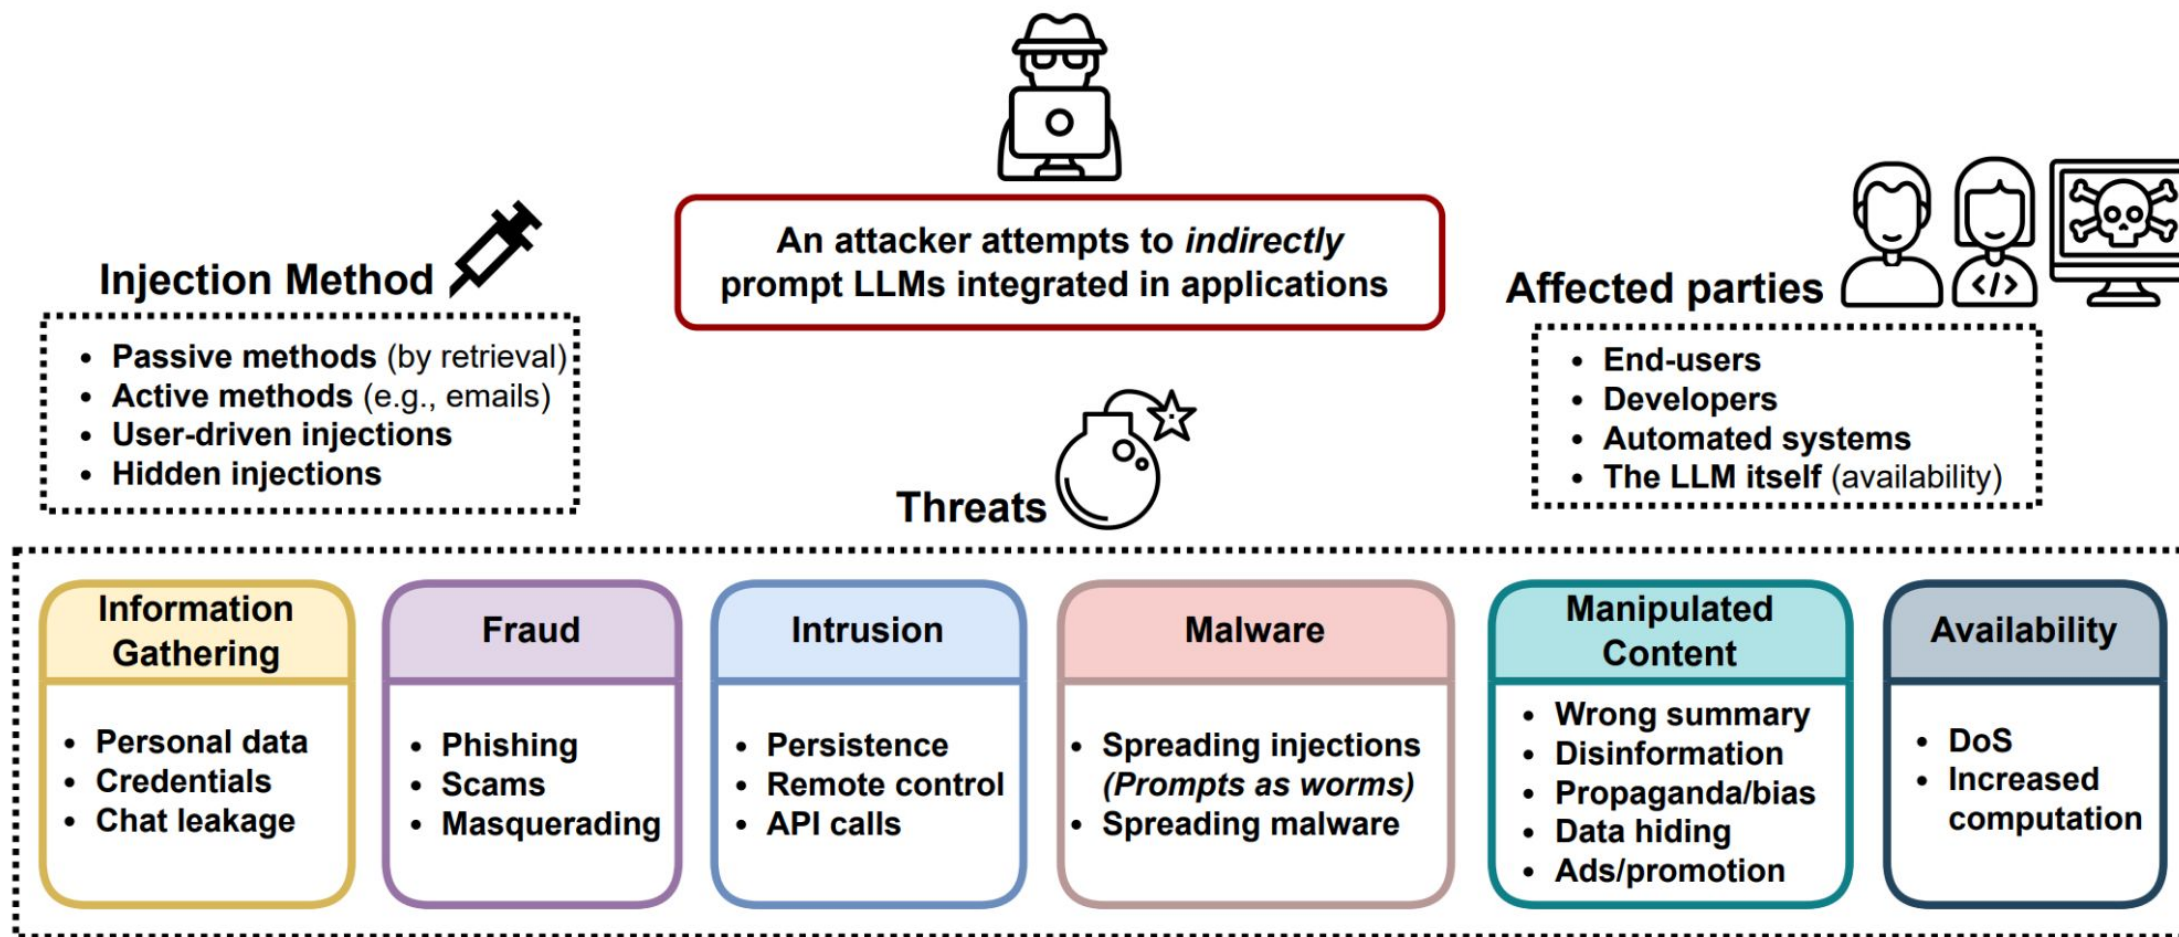 An attacker attempts to indirectly
prompt LLMs integrated in applications
Injection Method
• Passive methods (by retrieval)
• Active methods (e.g., emails)
• User-driven injections
• Hidden injections
Affected parties
</>
• End-users
• Developers
• Automated systems
• The LLM itself (availability)
Threats
Information
Gathering
• Personal data
• Credentials
• Chat leakage
Fraud
• Phishing
• Scams
• Masquerading
Intrusion
• Persistence
• Remote control
• API calls
Malware
• Spreading injections
(Prompts as worms)
• Spreading malware
Manipulated
Content
• Wrong summary
• Disinformation
• Propaganda/bias
• Data hiding
• Ads/promotion
Availability
• DoS
• Increased
computation